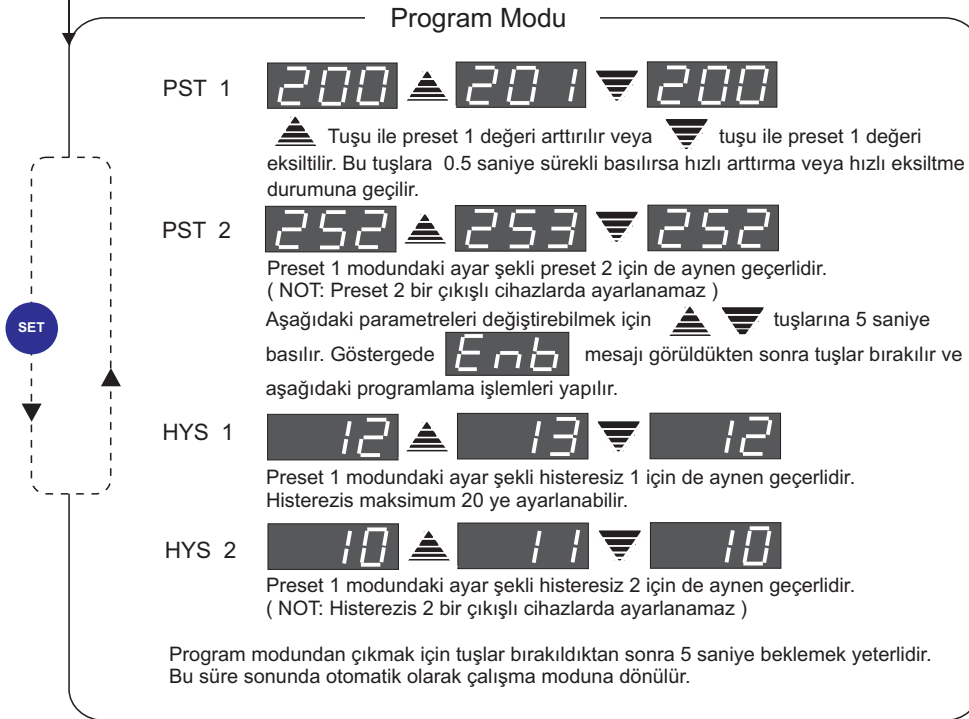 Program Modu
PST 1 200 201 200
Tuşu ile preset 1 değeri arttırılır veya tuşu ile preset 1 değeri
eksiltilir. Bu tuşlara 0.5 saniye sürekli basılırsa hızlı arttırma veya hızlı eksiltme
durumuna geçilir.
PST 2 252 253 252
Preset 1 modundaki ayar şekli preset 2 için de aynen geçerlidir.
( NOT: Preset 2 bir çıkışlı cihazlarda ayarlanamaz )
Aşağıdaki parametreleri değiştirebilmek için tuşlarına 5 saniye
SET
basılır. Göstergede Enb mesajı görüldükten sonra tuşlar bırakılır ve
aşağıdaki programlama işlemleri yapılır.
HYS 1 12 13 12
Preset 1 modundaki ayar şekli histeresiz 1 için de aynen geçerlidir.
Histerezis maksimum 20 ye ayarlanabilir.
HYS 2 10 11 10
Preset 1 modundaki ayar şekli histeresiz 2 için de aynen geçerlidir.
( NOT: Histerezis 2 bir çıkışlı cihazlarda ayarlanamaz )
Program modundan çıkmak için tuşlar bırakıldıktan sonra 5 saniye beklemek yeterlidir.
Bu süre sonunda otomatik olarak çalışma moduna dönülür.